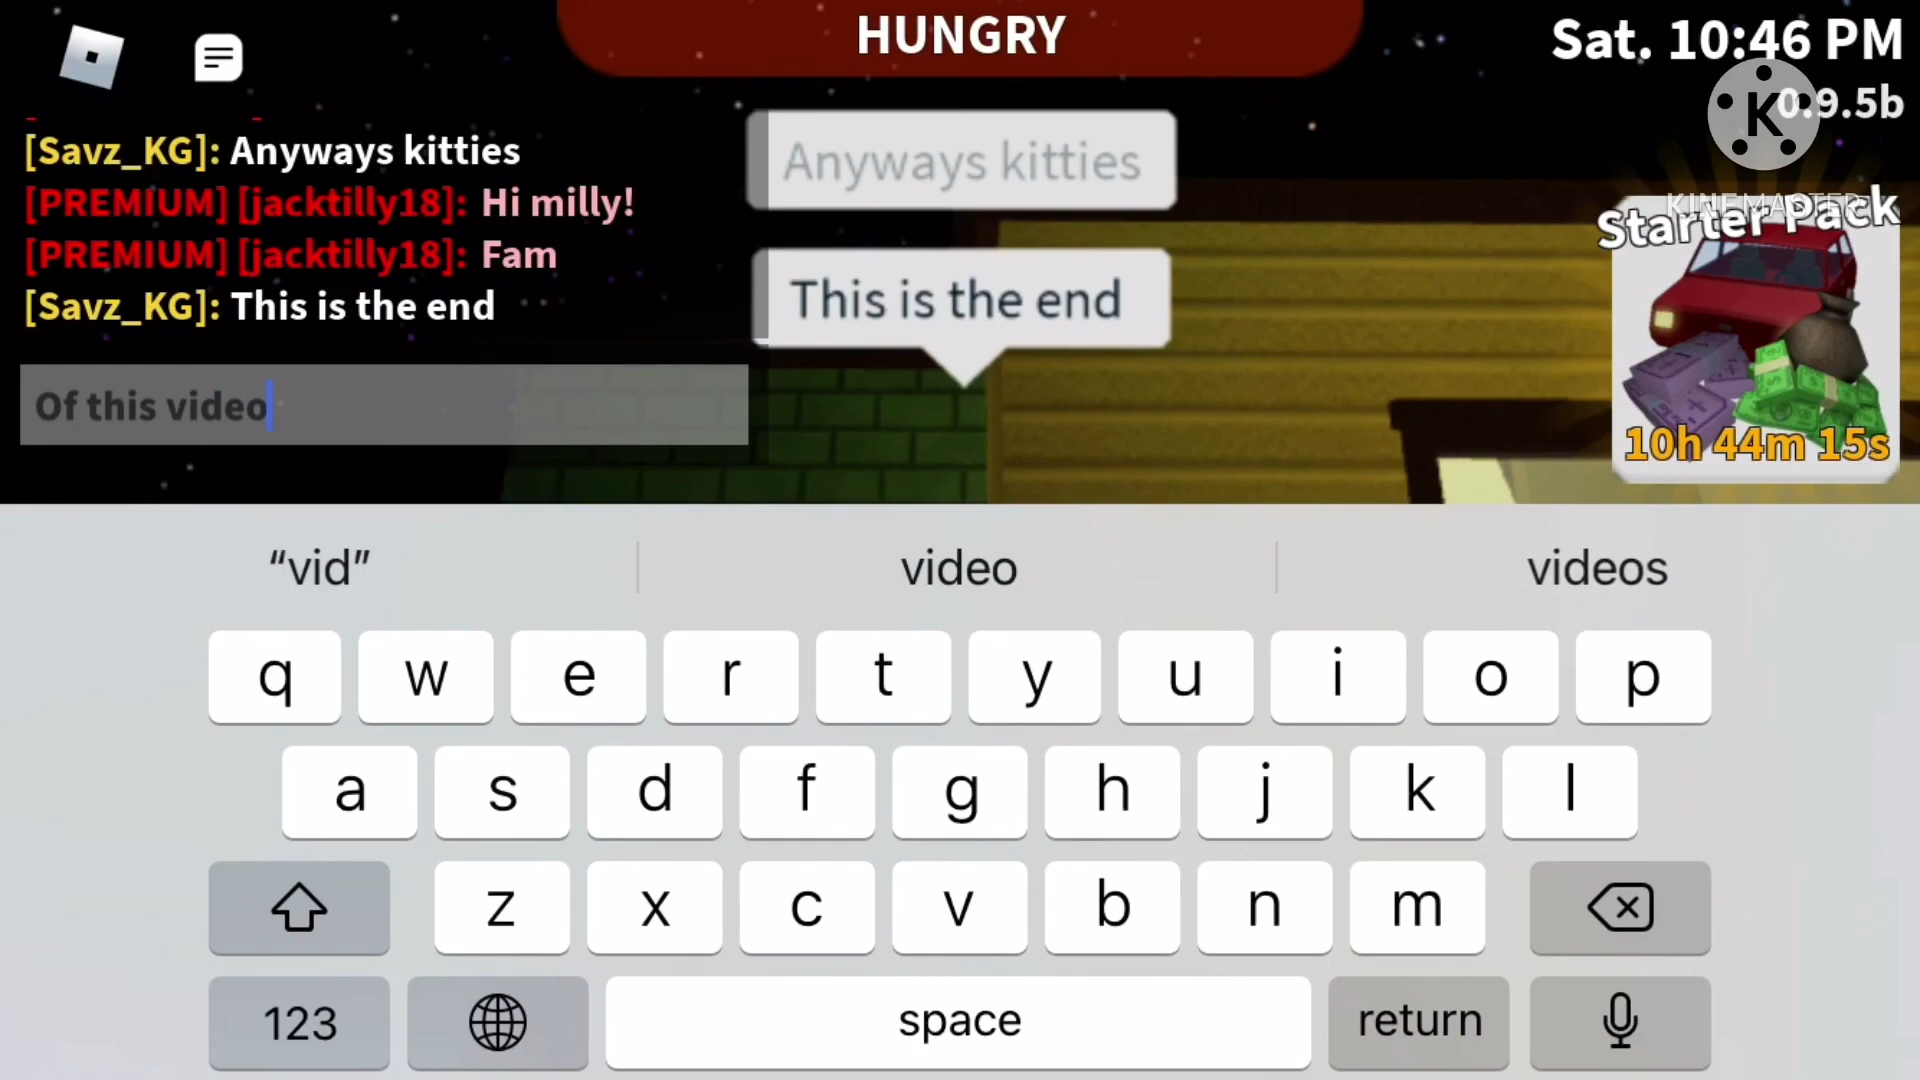 HUNGRY
Sat. 10:46 PM
0.9.5b
K
KINEMASTER
[Savz_KG]: Anyways kitties
[PREMIUM] [jacktilly18]: Hi milly!
[PREMIUM] [jacktilly18]: Fam
[Savz_KG]: This is the end
Of this video
Anyways kitties
This is the end
Starter Pack
10h 44m 15s
“vid” video videos
q w e r t y u i o p
a s d f g h j k l
z x c v b n m
123 space return